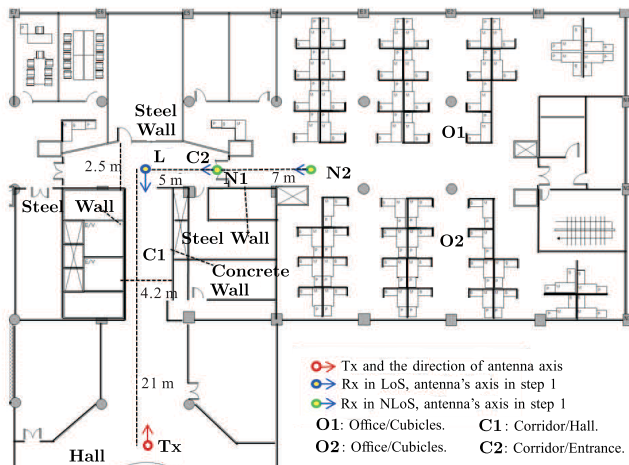 Steel
Wall
O1
L
C2
2.5 m
5 m
N1
7 m
N2
Steel
Wall
Steel Wall
O2
C1
Concrete
Wall
4.2 m
21 m
Tx
Hall
Tx and the direction of antenna axis
Rx in LoS, antenna's axis in step 1
Rx in NLoS, antenna's axis in step 1
O1: Office/Cubicles. C1: Corridor/Hall.
O2: Office/Cubicles. C2: Corridor/Entrance.